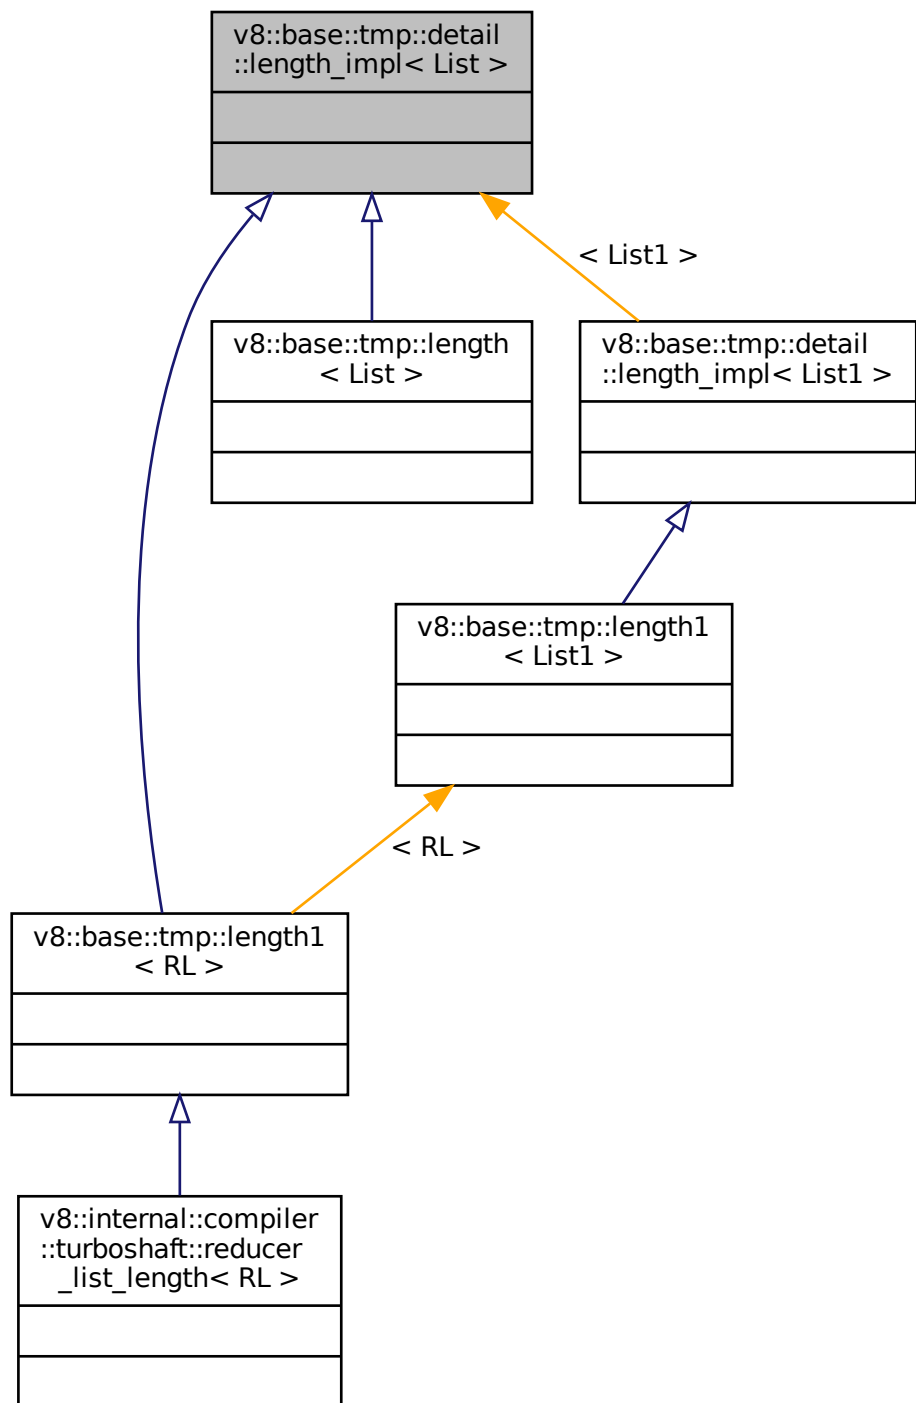 v8::base::tmp::detail
::length_impl< List >
< List1 >
v8::base::tmp::length
< List >
v8::base::tmp::detail
::length_impl< List1 >
v8::base::tmp::length1
< List1 >
< RL >
v8::base::tmp::length1
< RL >
v8::internal::compiler
::turboshaft::reducer
_list_length< RL >